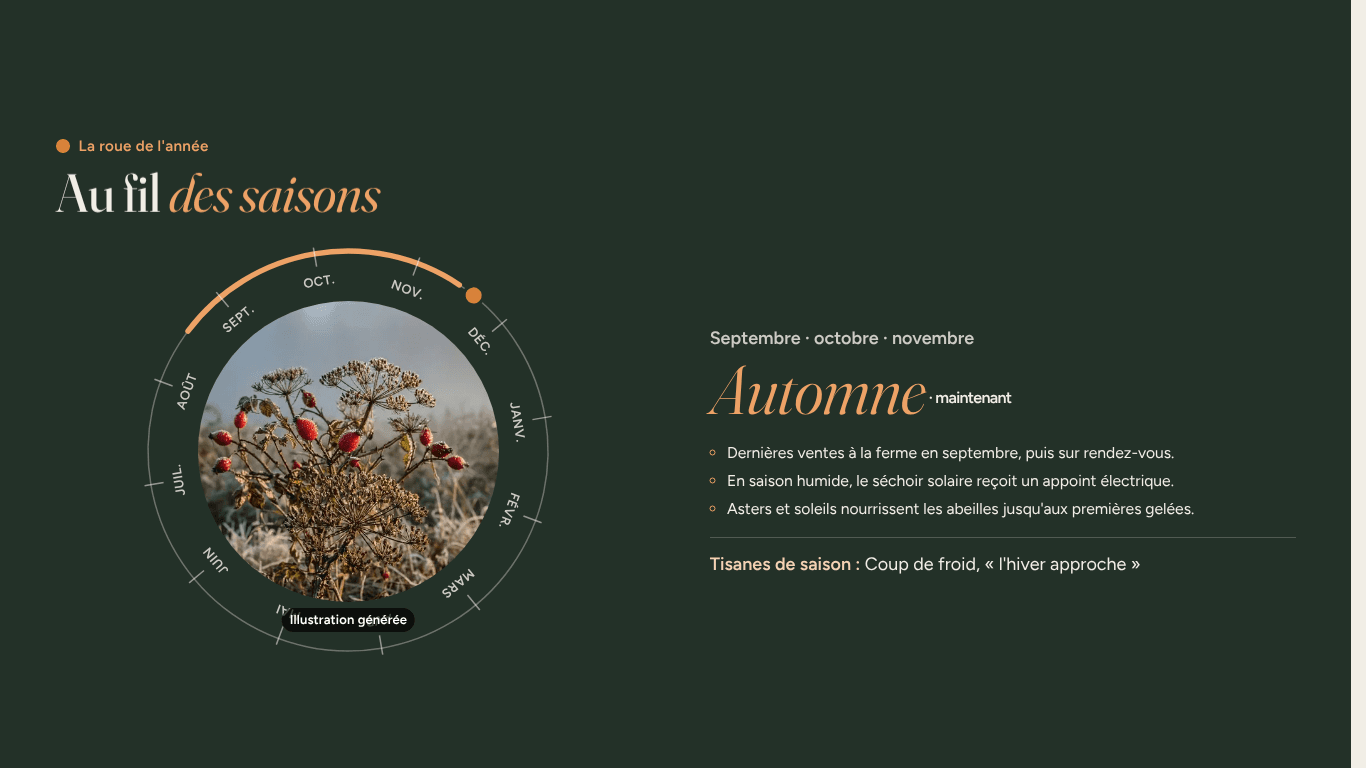 La roue de l'année
Au fil des saisons
OCT.
NOV.
SEPT.
DÉC.
AOÛT
JANV.
JUIL.
FÉVR.
JUIN
MARS
Illustration générée
Septembre · octobre · novembre
Automne · maintenant
Dernières ventes à la ferme en septembre, puis sur rendez-vous.
En saison humide, le séchoir solaire reçoit un appoint électrique.
Asters et soleils nourrissent les abeilles jusqu'aux premières gelées.
Tisanes de saison : Coup de froid, « l'hiver approche »